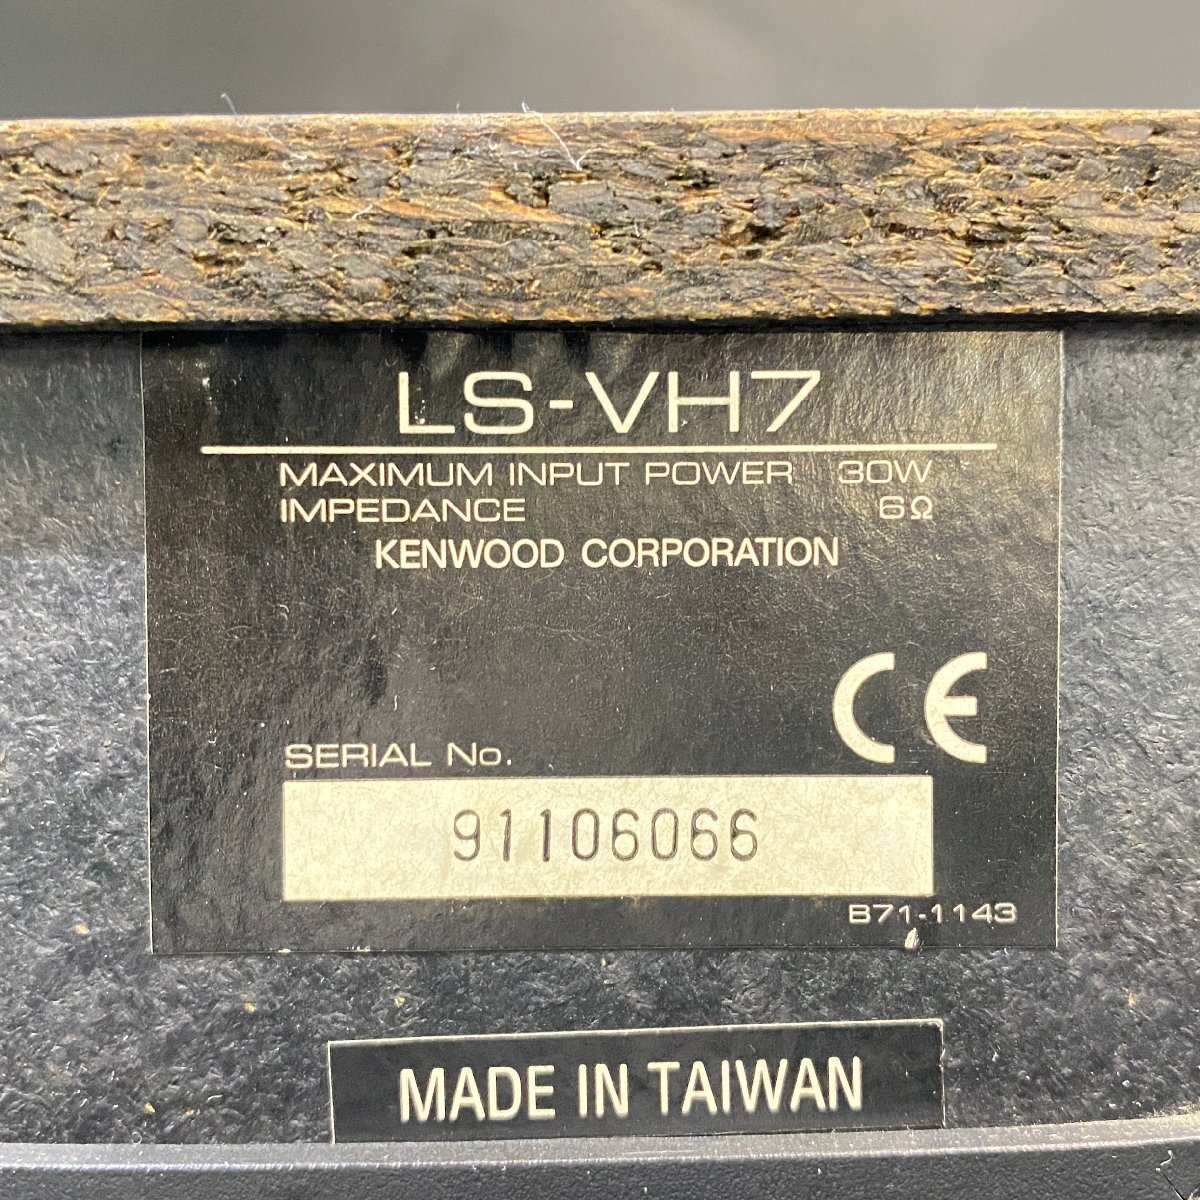 LS-VH7
MAXIMUM INPUT POWER 30W
IMPEDANCE 6Ω
KENWOOD CORPORATION
CE
SERIAL No.
91106066
B71-1143
MADE IN TAIWAN